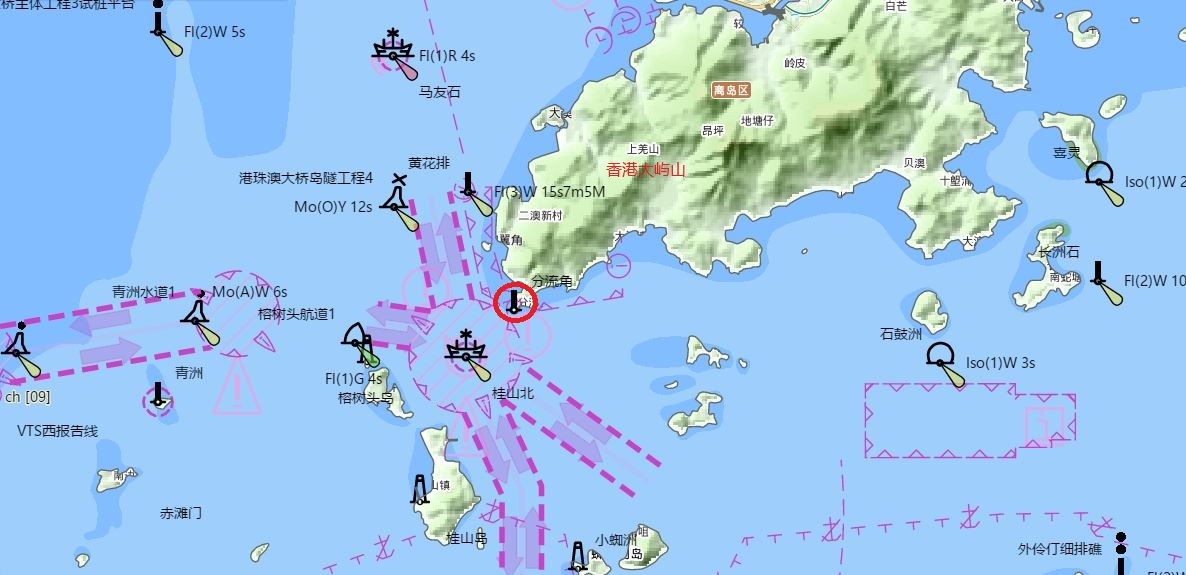 桥主体工程3试桩平台
Fl(2)W 5s
Fl(1)R 4s
马友石
白芒
岭皮
离岛区
地塘仔
昂坪
上羌山
香港大屿山
贝澳
十塱涌
喜灵
Iso(1)W 2
黄花排
港珠澳大桥岛隧工程4
Mo(O)Y 12s
Fl(3)W 15s7m5M
二澳新村
分流角
长洲石
Fl(2)W 10
青洲水道1
Mo(A)W 6s
榕树头航道1
石鼓洲
Iso(1)W 3s
青洲
Fl(1)G 4s
榕树头岛
桂山北
ch [09]
VTS西报告线
山镇
赤滩门
桂山岛
小蜘洲
外伶仃细排礁